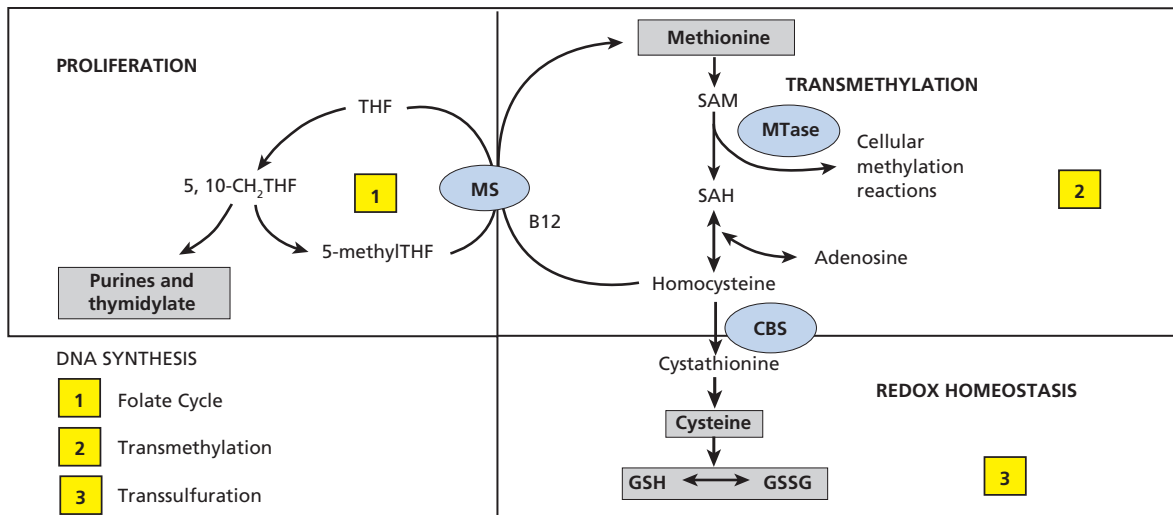 PROLIFERATION
THF
5, 10-CH₂THF
1
5-methylTHF
Purines and
thymidylate
MS
B12
Methionine
TRANSMETHYLATION
SAM
MTase
Cellular
methylation
reactions
SAH
2
Adenosine
Homocysteine
CBS
Cystathionine
REDOX HOMEOSTASIS
Cysteine
GSH GSSG
3
DNA SYNTHESIS
1 Folate Cycle
2 Transmethylation
3 Transsulfuration